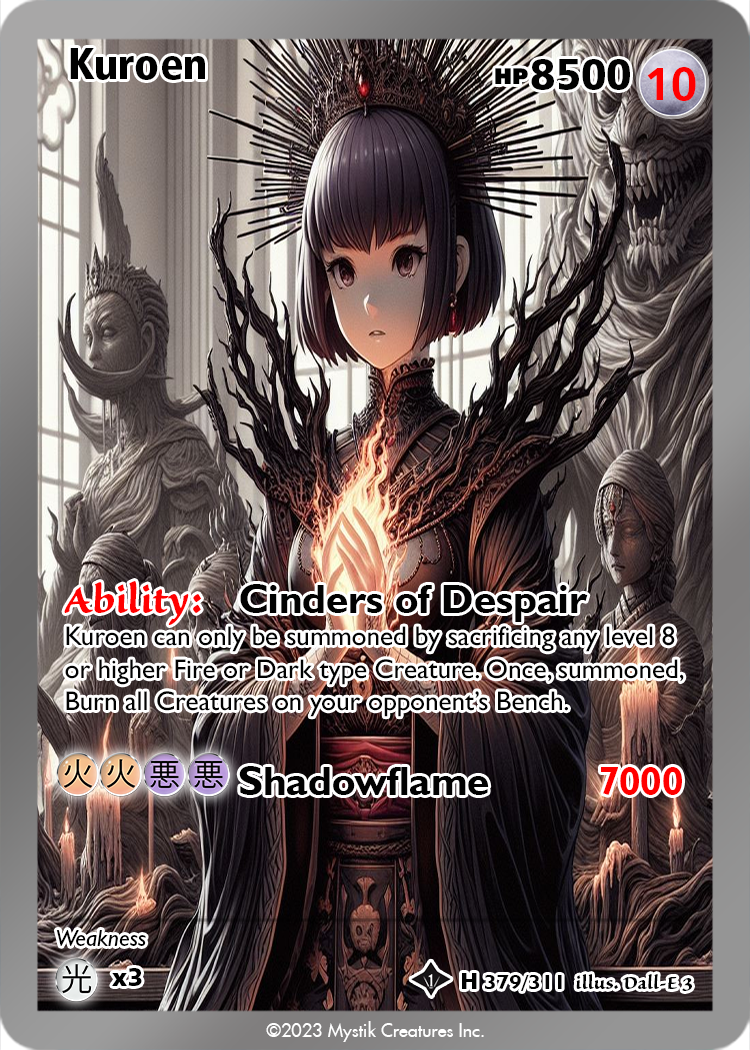 Kuroen
HP8500 10
Ability: Cinders of Despair
Kuroen can only be summoned by sacrificing any level 8
or higher Fire or Dark type Creature. Once, summoned,
Burn all Creatures on your opponent's Bench.
火 火 悪 悪 Shadowflame 7000
Weakness
光 x3
1 H 379/311 illus. Dall-E 3
©2023 Mystik Creatures Inc.